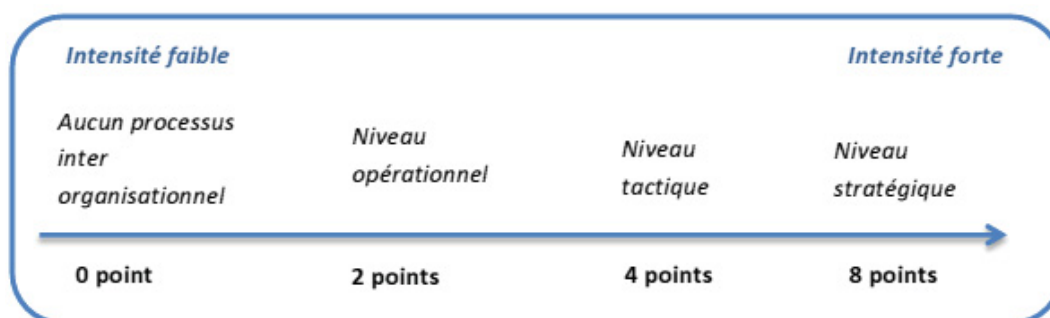 Intensité faible
Intensité forte
Aucun processus
inter
organisationnel
Niveau
opérationnel
Niveau
tactique
Niveau
stratégique
0 point
2 points
4 points
8 points